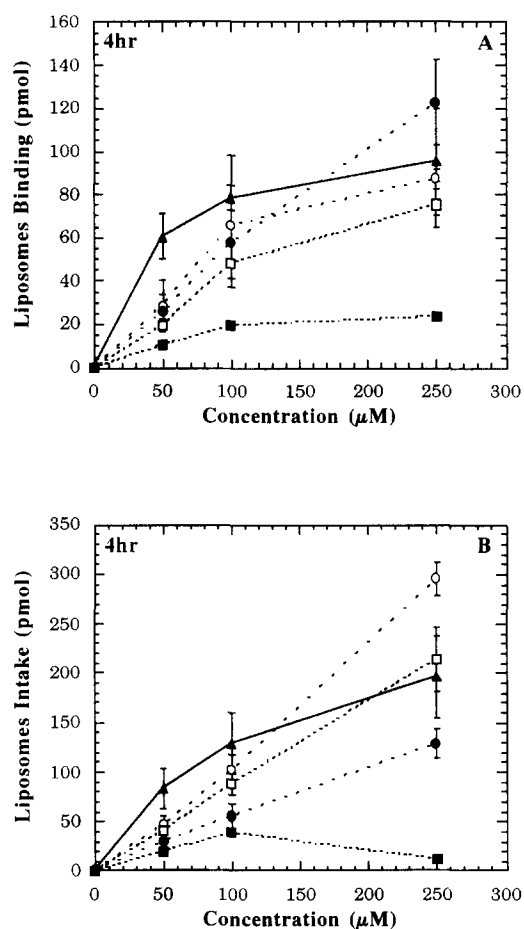 4hr
A
Liposomes Binding (pmol)
160
140
120
100
80
60
40
20
0
0 50 100 150 200 250 300
Concentration (μM)
4hr
B
Liposomes Intake (pmol)
350
300
250
200
150
100
50
0
0 50 100 150 200 250 300
Concentration (μM)